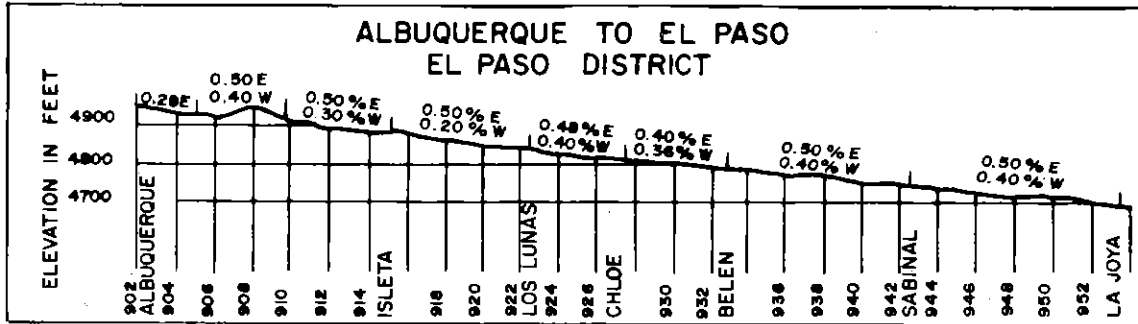 ALBUQUERQUE TO EL PASO
EL PASO DISTRICT
ELEVATION IN FEET
4900
4800
4700
0.28E
0.50 E
0.40 W
0.50 % E
0.30 % W
0.50 % E
0.20 % W
0.48 % E
0.40 % W
0.40 % E
0.36 % W
0.50 % E
0.40 % W
0.50 % E
0.40 % W
902
ALBUQUERQUE
904
906
908
910
912
914
ISLETA
918
920
922
LOS LUNAS
924
926
CHLOE
930
932
BELEN
936
938
940
942
SABINAL
944
946
948
950
952
LA JOYA